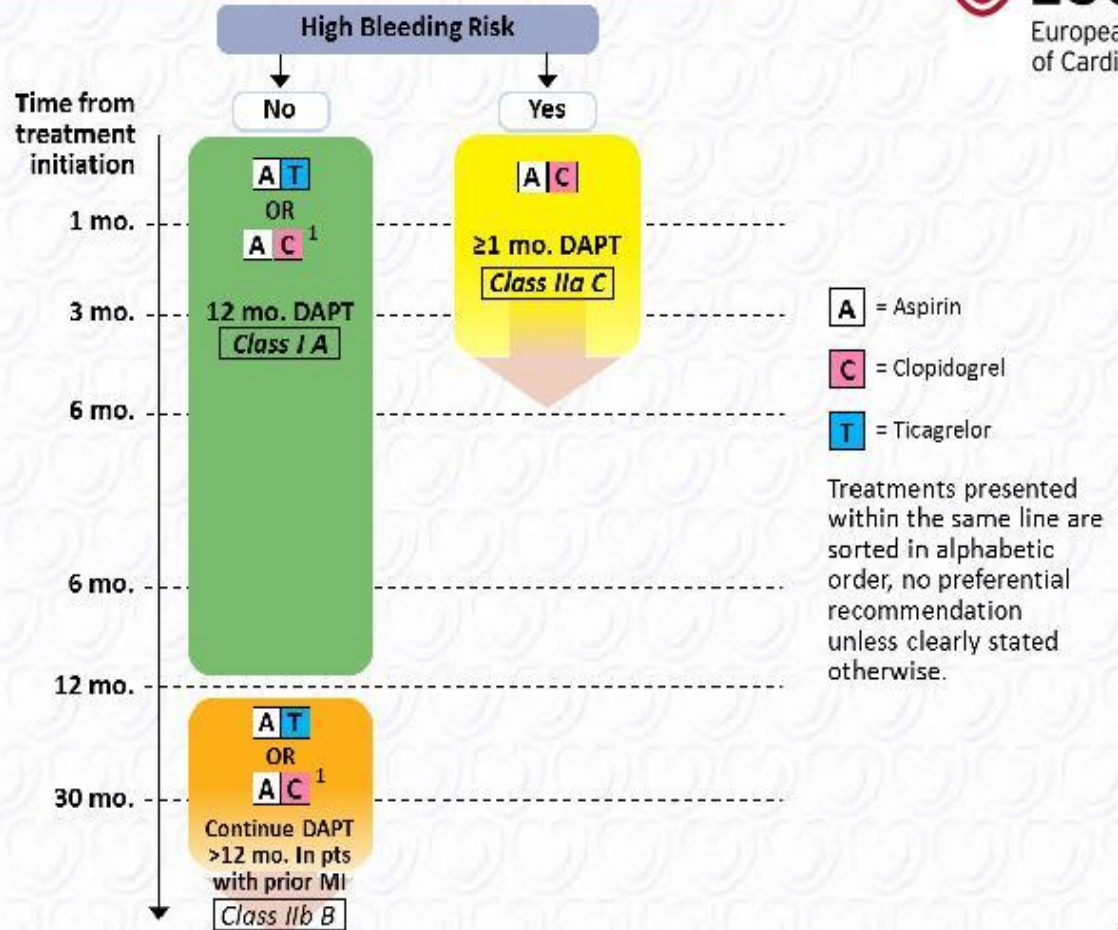 High Bleeding Risk
Europea
of Cardi
Time from
treatment
initiation
No
Yes
A T
OR
A C 1
12 mo. DAPT
Class I A
A C
≥1 mo. DAPT
Class IIa C
1 mo.
3 mo.
6 mo.
6 mo.
12 mo.
30 mo.
A = Aspirin
C = Clopidogrel
T = Ticagrelor
Treatments presented
within the same line are
sorted in alphabetic
order, no preferential
recommendation
unless clearly stated
otherwise.
A T
OR
A C 1
Continue DAPT
>12 mo. In pts
with prior MI
Class IIb B